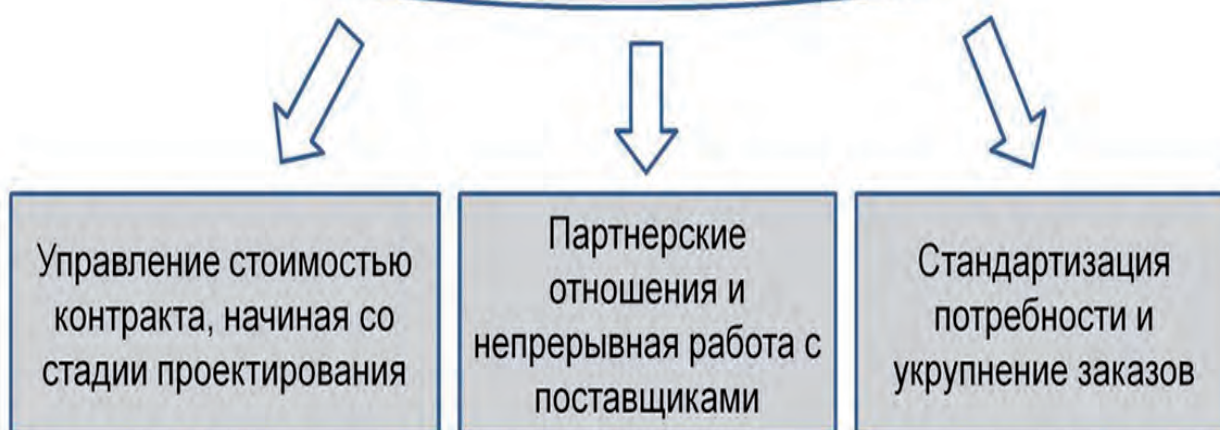 Управление стоимостью
контракта, начиная со
стадии проектирования
Партнерские
отношения и
непрерывная работа с
поставщиками
Стандартизация
потребности и
укрупнение заказов